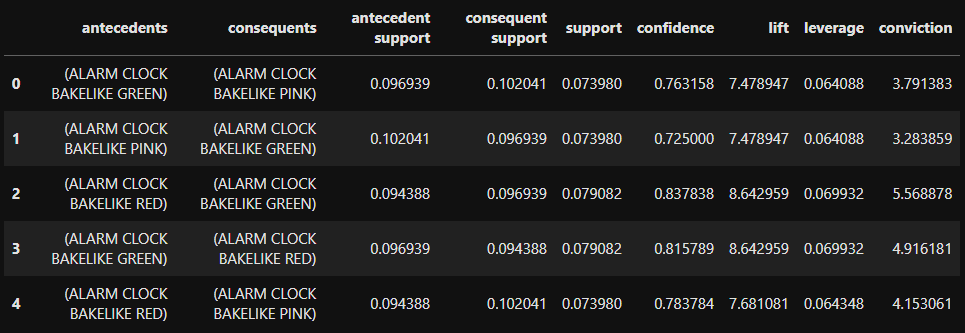 antecedents consequents antecedent support consequent support support confidence lift leverage conviction
0 (ALARM CLOCK BAKELIKE GREEN) (ALARM CLOCK BAKELIKE PINK) 0.096939 0.102041 0.073980 0.763158 7.478947 0.064088 3.791383
1 (ALARM CLOCK BAKELIKE PINK) (ALARM CLOCK BAKELIKE GREEN) 0.102041 0.096939 0.073980 0.725000 7.478947 0.064088 3.283859
2 (ALARM CLOCK BAKELIKE RED) (ALARM CLOCK BAKELIKE GREEN) 0.094388 0.096939 0.079082 0.837838 8.642959 0.069932 5.568878
3 (ALARM CLOCK BAKELIKE GREEN) (ALARM CLOCK BAKELIKE RED) 0.096939 0.094388 0.079082 0.815789 8.642959 0.069932 4.916181
4 (ALARM CLOCK BAKELIKE RED) (ALARM CLOCK BAKELIKE PINK) 0.094388 0.102041 0.073980 0.783784 7.681081 0.064348 4.153061